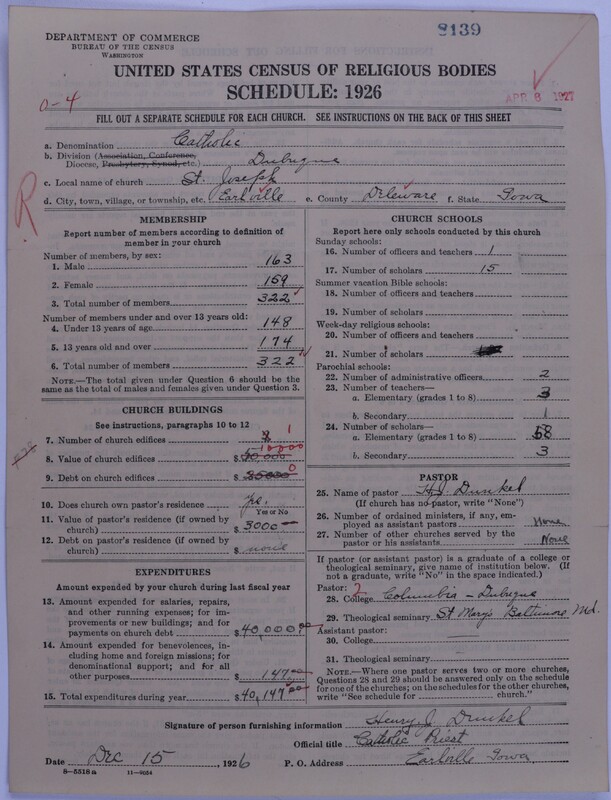 8139
DEPARTMENT OF COMMERCE
BUREAU OF THE CENSUS
WASHINGTON
UNITED STATES CENSUS OF RELIGIOUS BODIES
SCHEDULE: 1926
APR 8 1927
0-4
FILL OUT A SEPARATE SCHEDULE FOR EACH CHURCH. SEE INSTRUCTIONS ON THE BACK OF THIS SHEET
a. Denomination Catholic
b. Division (Association, Conference,
Diocese, Presbytery, Synod, etc.) Dubuque
c. Local name of church St. Joseph
d. City, town, village, or township, etc. Earlville e. County Deleware f. State Iowa
R
MEMBERSHIP
Report number of members according to definition of
member in your church
Number of members, by sex:
1. Male 163
2. Female 159
3. Total number of members 322
Number of members under and over 13 years old:
4. Under 13 years of age 148
5. 13 years old and over 174
6. Total number of members 322
NOTE.—The total given under Question 6 should be the
same as the total of males and females given under Question 3.
CHURCH BUILDINGS
See instructions, paragraphs 10 to 12
7. Number of church edifices 1
8. Value of church edifices $
9. Debt on church edifices $ 35000 0
10. Does church own pastor's residence yes.
Yes or No
11. Value of pastor's residence (if owned by
church) $ 3000
12. Debt on pastor's residence (if owned by
church) $ none
EXPENDITURES
Amount expended by your church during last fiscal year
13. Amount expended for salaries, repairs,
and other running expenses; for im-
provements or new buildings; and for
payments on church debt $40,000.00
14. Amount expended for benevolences, in-
cluding home and foreign missions; for
denominational support; and for all
other purposes $ 147.00
15. Total expenditures during year $40,147.00
CHURCH SCHOOLS
Report here only schools conducted by this church
Sunday schools:
16. Number of officers and teachers 1
17. Number of scholars 15
Summer vacation Bible schools:
18. Number of officers and teachers
19. Number of scholars
Week-day religious schools:
20. Number of officers and teachers
21. Number of scholars
Parochial schools:
22. Number of administrative officers 2
23. Number of teachers—
a. Elementary (grades 1 to 8) 3
b. Secondary 1
24. Number of scholars—
a. Elementary (grades 1 to 8) 58
b. Secondary 3
PASTOR
25. Name of pastor H.J. Dunkel
(If church has no pastor, write "None")
26. Number of ordained ministers, if any, em-
ployed as assistant pastors None
27. Number of other churches served by the
pastor or his assistants None
If pastor (or assistant pastor) is a graduate of a college or
theological seminary, give name of institution below. (If
not a graduate, write "No" in the space indicated.)
Pastor: 2
28. College Columbia - Dubuque
29. Theological seminary St Mary's Baltimore Md.
Assistant pastor:
30. College
31. Theological seminary
NOTE.—Where one pastor serves two or more churches,
Questions 28 and 29 should be answered only on the schedule
for one of the churches; on the schedules for the other churches,
write "See schedule for church."
Signature of person furnishing information Henry J. Dunkel
Official title Catholic Priest
Date Dec 15, 1926 P. O. Address Earlville Iowa
8-5518a 11-8024